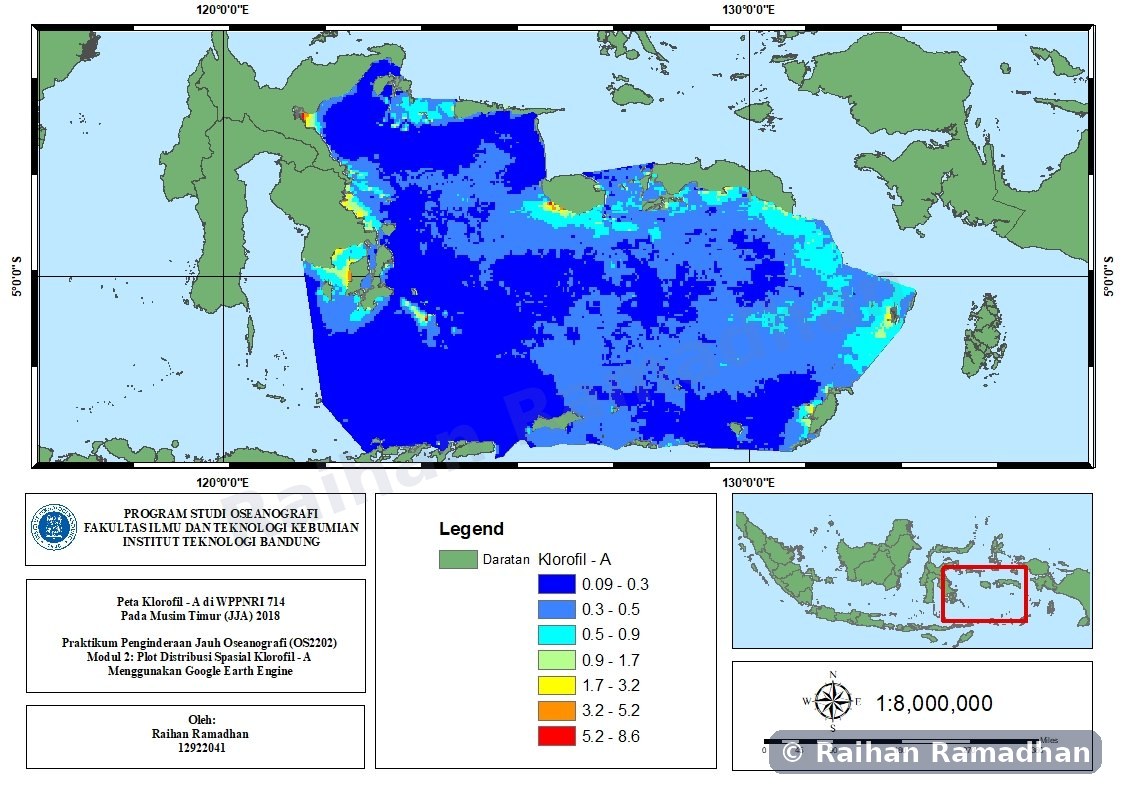 120°0'0"E 130°0'0"E
5°0'0"S 5°0'0"S
120°0'0"E 130°0'0"E
Raihan Ramadhan
PROGRAM STUDI OSEANOGRAFI
FAKULTAS ILMU DAN TEKNOLOGI KEBUMIAN
INSTITUT TEKNOLOGI BANDUNG
Peta Klorofil - A di WPPNRI 714
Pada Musim Timur (JJA) 2018
Praktikum Penginderaan Jauh Oseanografi (OS2202)
Modul 2: Plot Distribusi Spasial Klorofil - A
Menggunakan Google Earth Engine
Oleh:
Raihan Ramadhan
12922041
Legend
Daratan Klorofil - A
0.09 - 0.3
0.3 - 0.5
0.5 - 0.9
0.9 - 1.7
1.7 - 3.2
3.2 - 5.2
5.2 - 8.6
N
W E
S
1:8,000,000
Miles
0
© Raihan Ramadhan